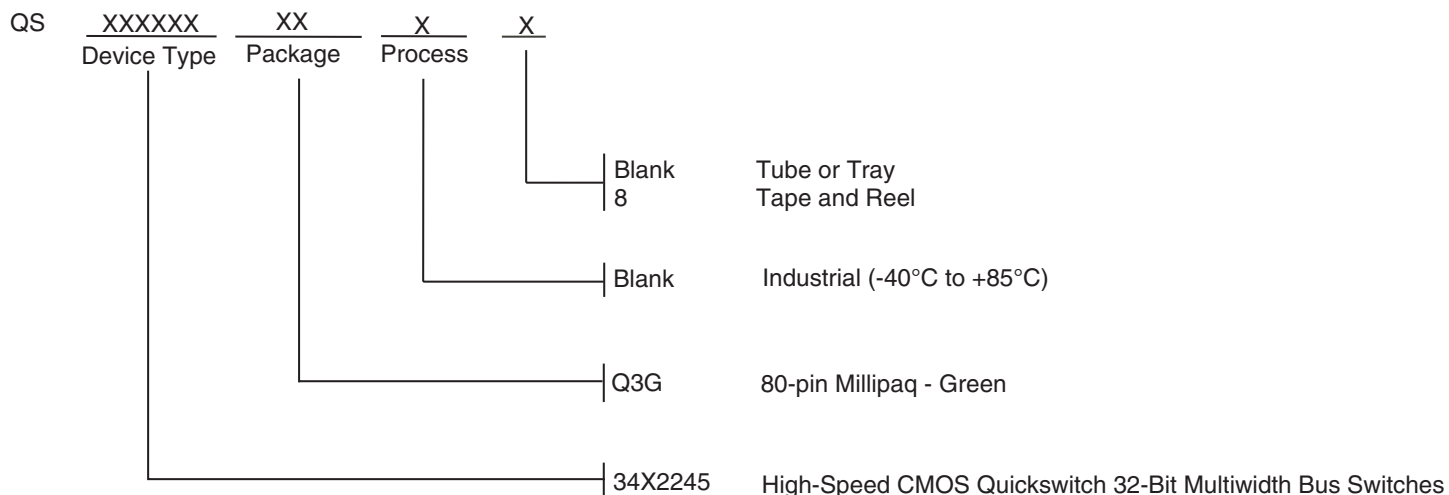 QS XXXXXX XX X X
Device Type Package Process
Blank Tube or Tray
8 Tape and Reel
Blank Industrial (-40°C to +85°C)
Q3G 80-pin Millipaq - Green
34X2245 High-Speed CMOS Quickswitch 32-Bit Multiwidth Bus Switches